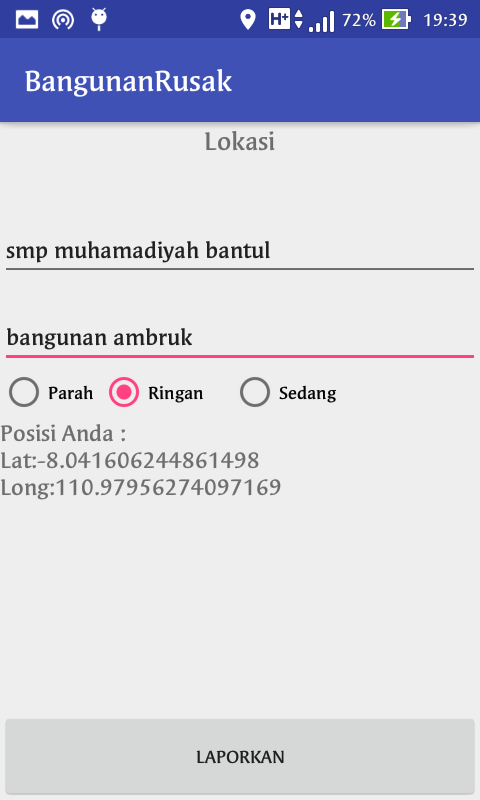 H+ 72% 19:39
BangunanRusak
Lokasi
smp muhamadiyah bantul
bangunan ambruk
Parah Ringan Sedang
Posisi Anda :
Lat:-8.041606244861498
Long:110.97956274097169
LAPORKAN